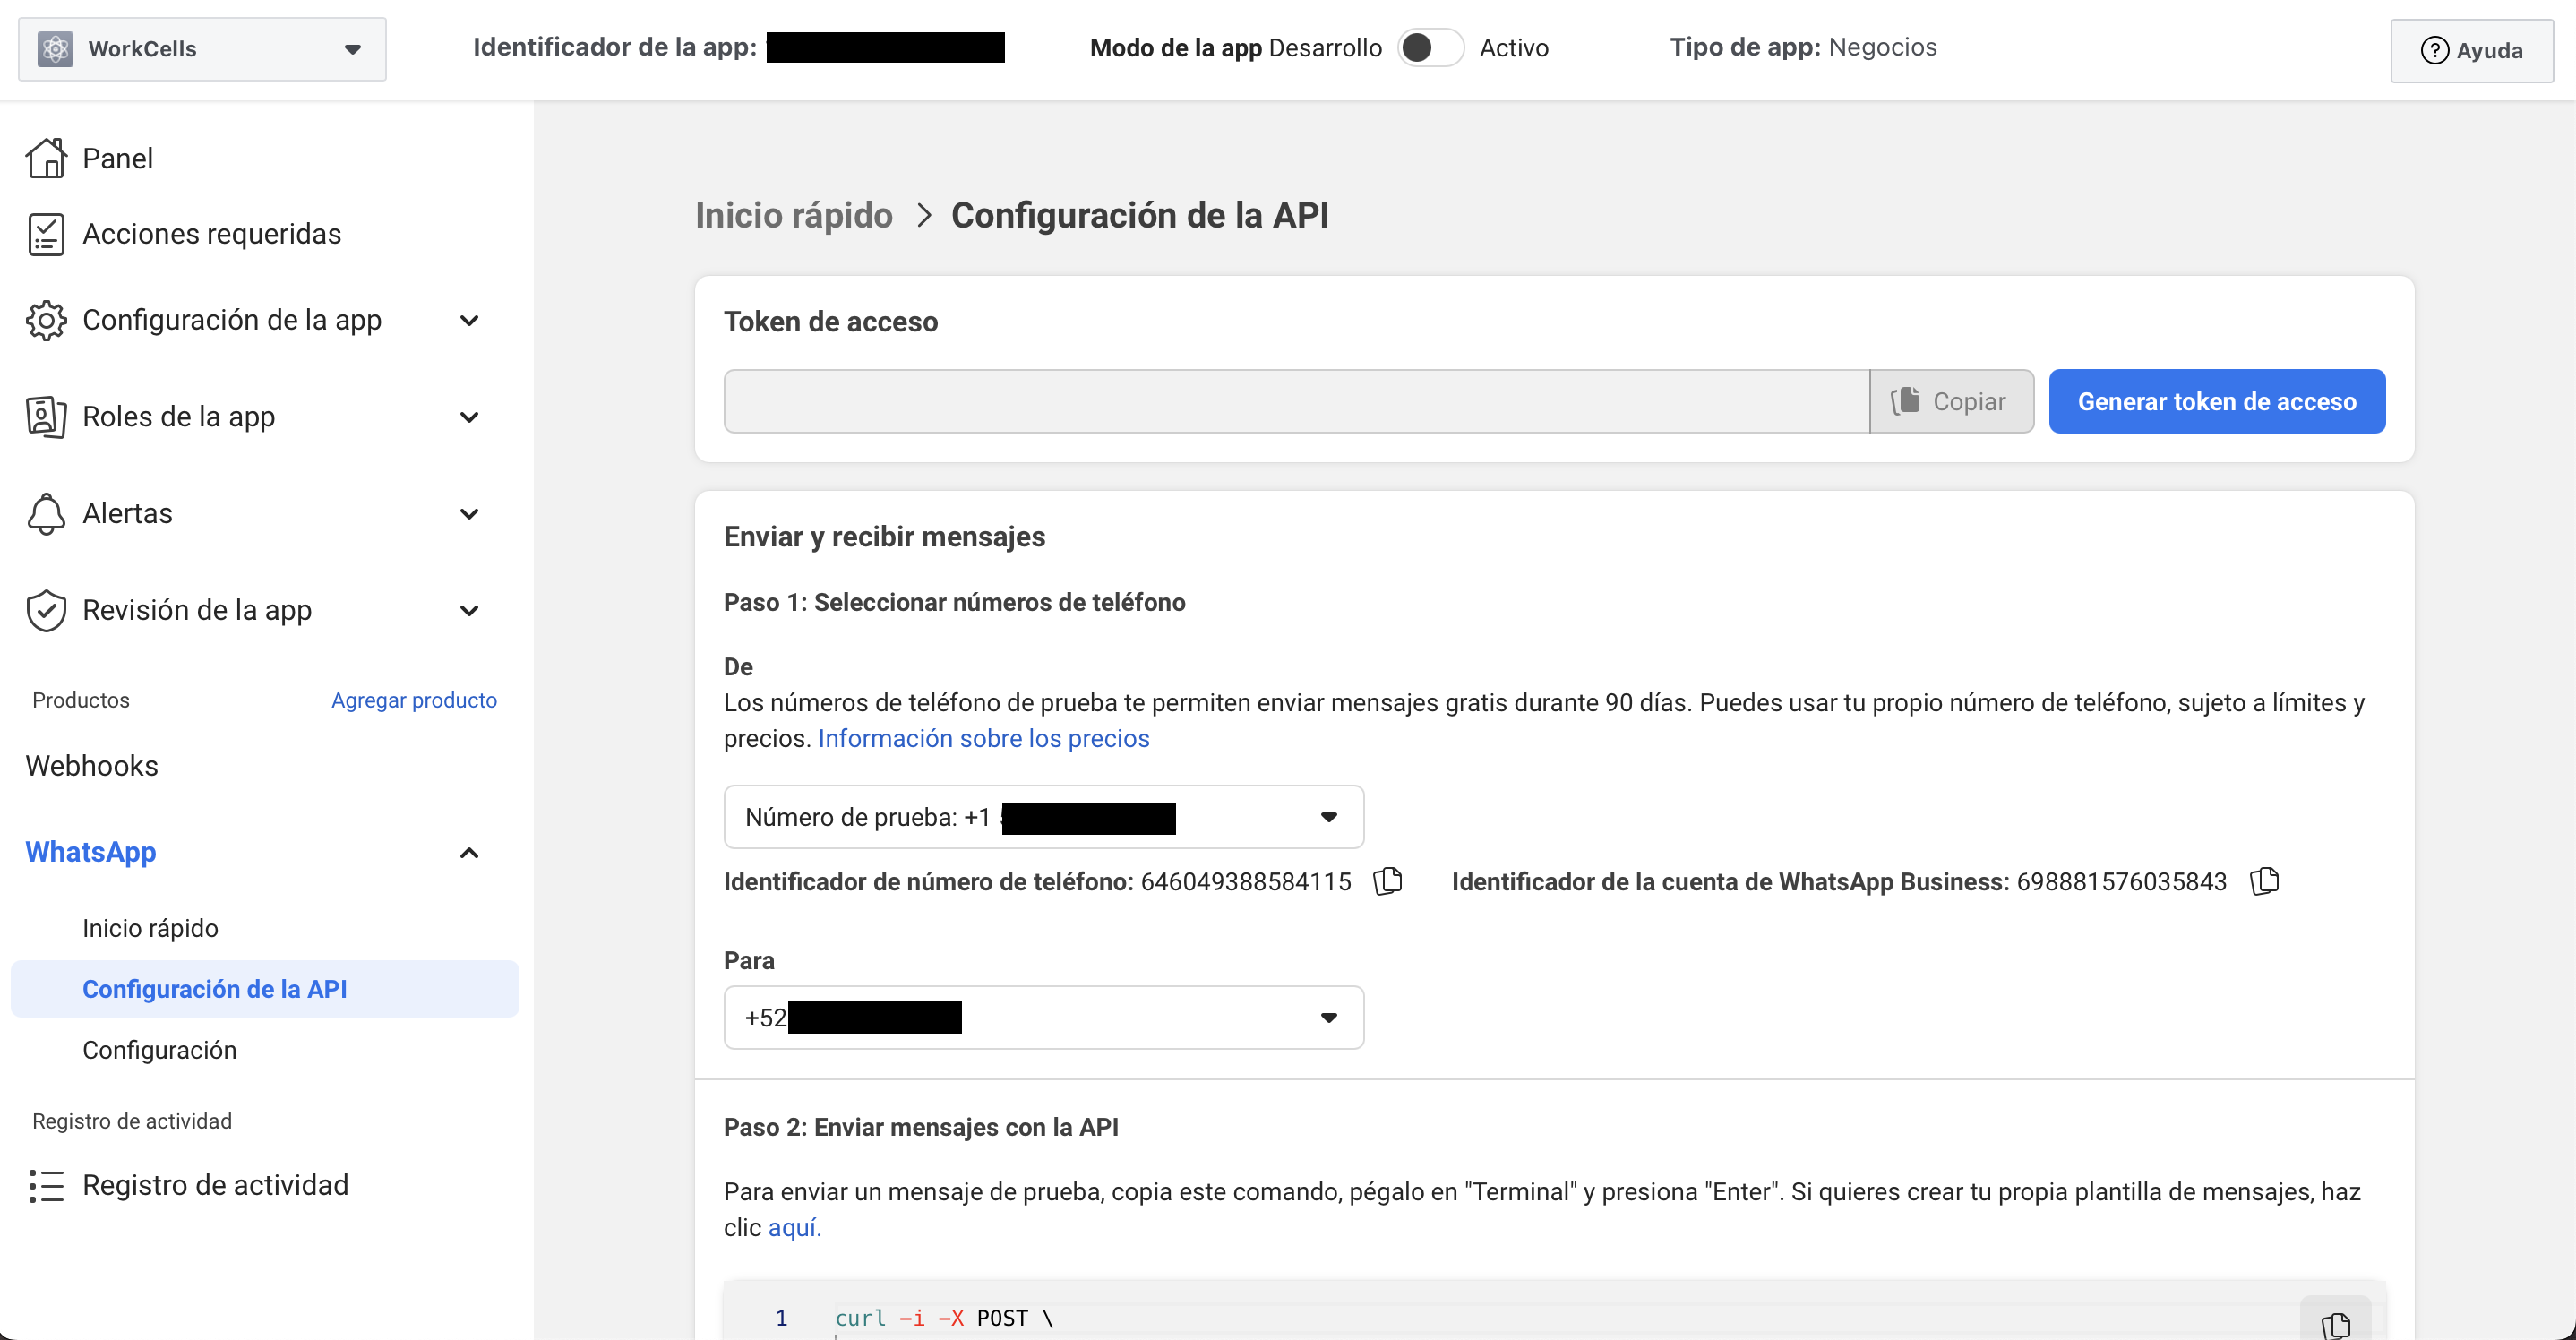 WorkCells
Identificador de la app:
Modo de la app Desarrollo Activo
Tipo de app: Negocios
Ayuda
Panel
Acciones requeridas
Configuración de la app
Roles de la app
Alertas
Revisión de la app
Productos Agregar producto
Webhooks
WhatsApp
Inicio rápido
Configuración de la API
Configuración
Registro de actividad
Registro de actividad
Inicio rápido > Configuración de la API
Token de acceso
Copiar
Generar token de acceso
Enviar y recibir mensajes
Paso 1: Seleccionar números de teléfono
De
Los números de teléfono de prueba te permiten enviar mensajes gratis durante 90 días. Puedes usar tu propio número de teléfono, sujeto a límites y
precios. Información sobre los precios
Número de prueba: +1
Identificador de número de teléfono: 646049388584115 Identificador de la cuenta de WhatsApp Business: 698881576035843
Para
+52
Paso 2: Enviar mensajes con la API
Para enviar un mensaje de prueba, copia este comando, pégalo en "Terminal" y presiona "Enter". Si quieres crear tu propia plantilla de mensajes, haz
clic aquí.
1 curl -i -X POST \